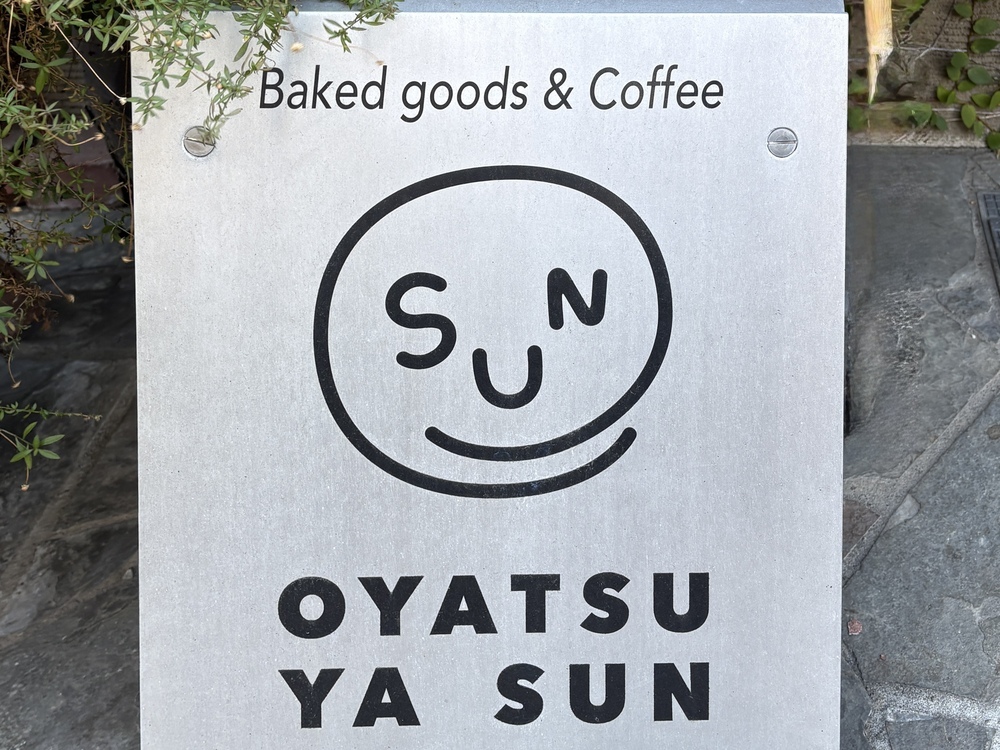 Baked goods & Coffee
SUN
OYATSU
YA SUN